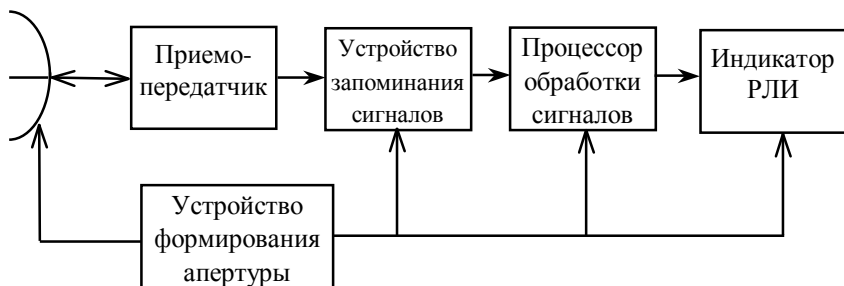 Приемо-
передатчик
Устройство
запоминания
сигналов
Процессор
обработки
сигналов
Индикатор
РЛИ
Устройство
формирования
апертуры